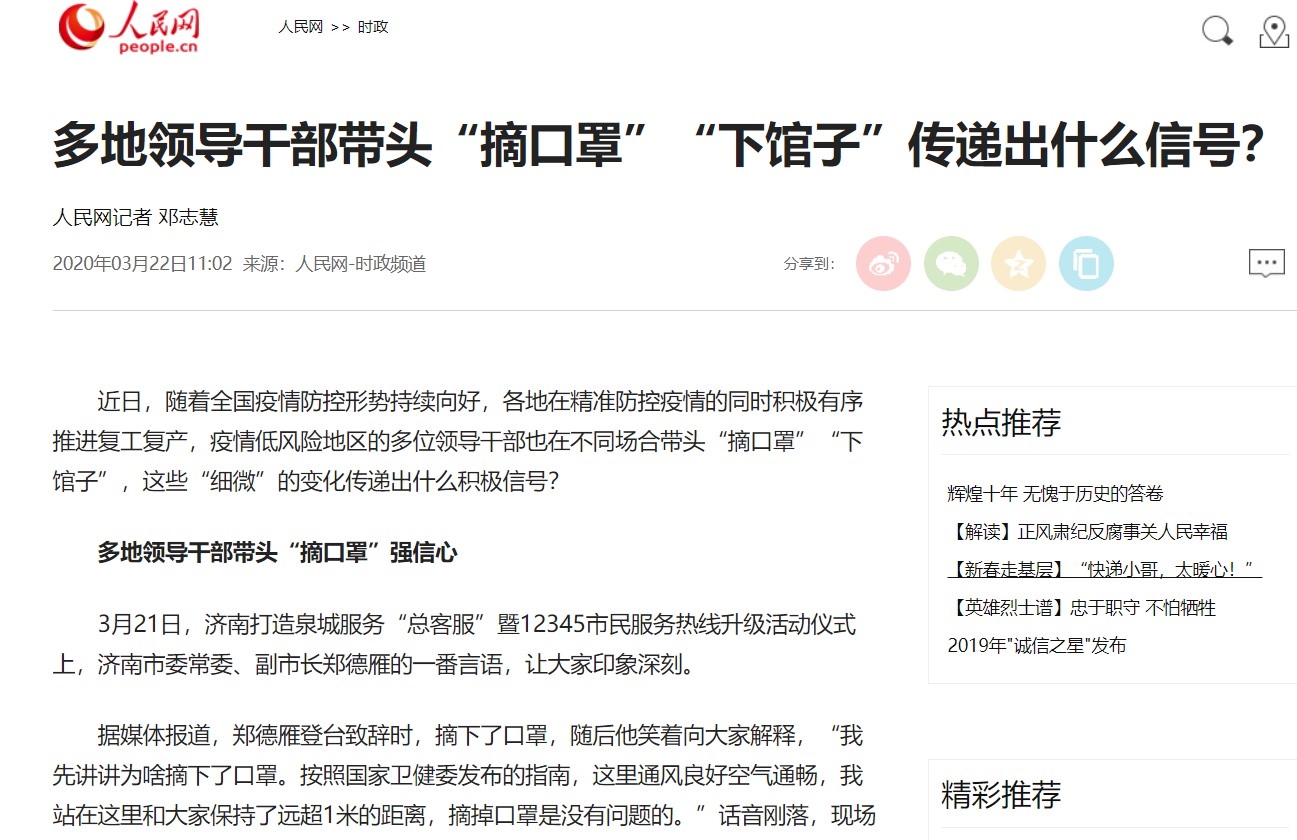 人民网
people.cn
人民网 >> 时政
多地领导干部带头“摘口罩” “下馆子”传递出什么信号？
人民网记者 邓志慧
2020年03月22日11:02 来源：人民网-时政频道
分享到：
近日，随着全国疫情防控形势持续向好，各地在精准防控疫情的同时积极有序
推进复工复产，疫情低风险地区的多位领导干部也在不同场合带头“摘口罩” “下
馆子”，这些“细微”的变化传递出什么积极信号？
多地领导干部带头“摘口罩”强信心
3月21日，济南打造泉城服务“总客服”暨12345市民服务热线升级活动仪式
上，济南市委常委、副市长郑德雁的一番言语，让大家印象深刻。
据媒体报道，郑德雁登台致辞时，摘下了口罩，随后他笑着向大家解释，“我
先讲讲为啥摘下了口罩。按照国家卫健委发布的指南，这里通风良好空气通畅，我
站在这里和大家保持了远超1米的距离，摘掉口罩是没有问题的。”话音刚落，现场
热点推荐
辉煌十年 无愧于历史的答卷
【解读】正风肃纪反腐事关人民幸福
【新春走基层】“快递小哥，太暖心！”
【英雄烈士谱】忠于职守 不怕牺牲
2019年"诚信之星"发布
精彩推荐